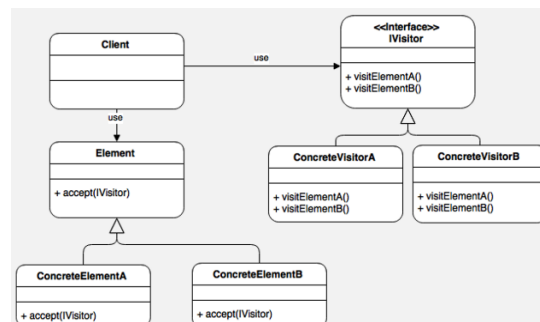 Client
use
<<Interface>>
IVisitor
+ visitElementA()
+ visitElementB()
use
Element
+ accept(IVisitor)
ConcreteVisitorA
+ visitElementA()
+ visitElementB()
ConcreteVisitorB
+ visitElementA()
+ visitElementB()
ConcreteElementA
+ accept(IVisitor)
ConcreteElementB
+ accept(IVisitor)